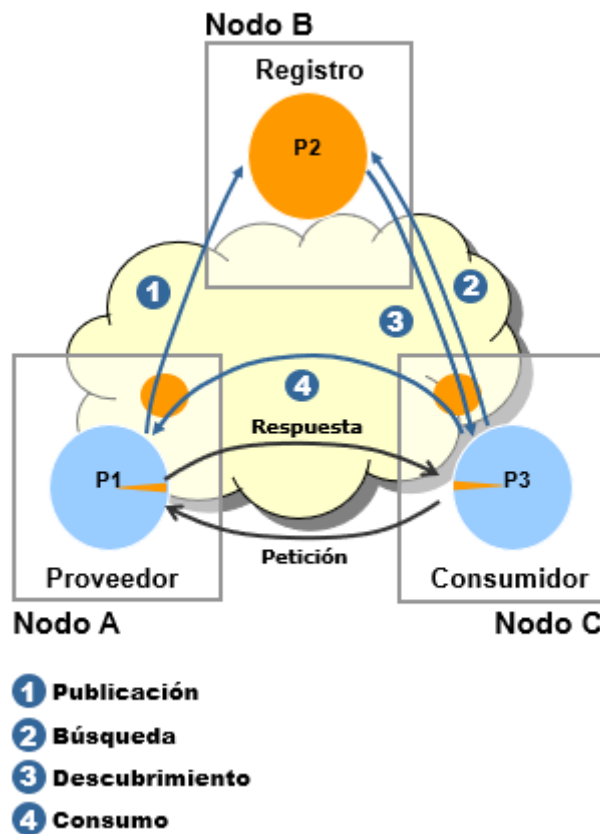 Nodo B
Registro
P2
1
2
3
4
Respuesta
P1
P3
Petición
Proveedor
Consumidor
Nodo A
Nodo C
1 Publicación
2 Búsqueda
3 Descubrimiento
4 Consumo